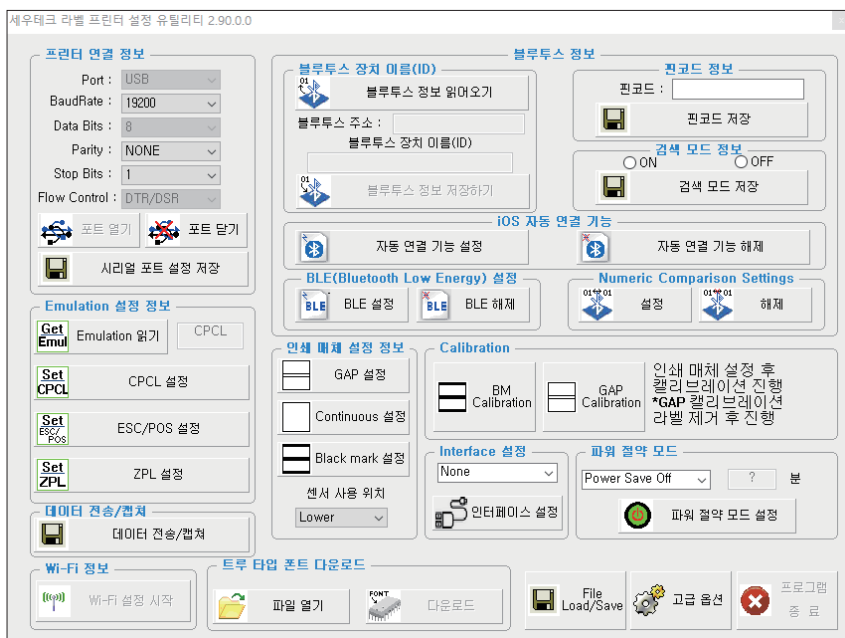 세우테크 라벨 프린터 설정 유틸리티 2.90.0.0
프린터 연결 정보
Port : USB
BaudRate : 19200
Data Bits : 8
Parity : NONE
Stop Bits : 1
Flow Control : DTR/DSR
포트 열기
포트 닫기
시리얼 포트 설정 저장
블루투스 정보
블루투스 장치 이름(ID)
블루투스 정보 읽어오기
블루투스 주소 :
블루투스 장치 이름(ID)
블루투스 정보 저장하기
핀코드 정보
핀코드 :
핀코드 저장
검색 모드 정보
ON
OFF
검색 모드 저장
iOS 자동 연결 기능
자동 연결 기능 설정
자동 연결 기능 해제
BLE(Bluetooth Low Energy) 설정
BLE
BLE 설정
BLE
BLE 해제
Numeric Comparison Settings
설정
해제
Emulation 설정 정보
Get
Emul
Emulation 읽기
CPCL
Set
CPCL
CPCL 설정
Set
ESC/
POS
ESC/POS 설정
Set
ZPL
ZPL 설정
인쇄 매체 설정 정보
GAP 설정
Continuous 설정
Black mark 설정
센서 사용 위치
Lower
Calibration
BM
Calibration
GAP
Calibration
인쇄 매체 설정 후
캘리브레이션 진행
*GAP 캘리브레이션
라벨 제거 후 진행
Interface 설정
None
인터페이스 설정
파워 절약 모드
Power Save Off
?
분
파워 절약 모드 설정
데이터 전송/캡쳐
데이터 전송/캡쳐
Wi-Fi 정보
Wi-Fi 설정 시작
트루 타입 폰트 다운로드
파일 열기
FONT
다운로드
File
Load/Save
고급 옵션
프로그램
종 료